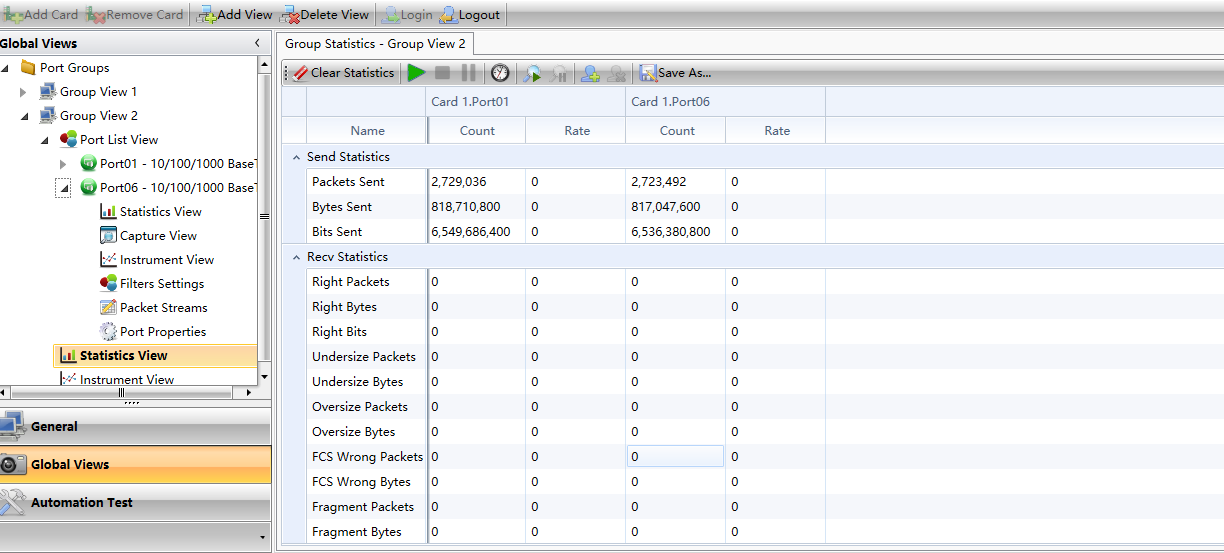 Add Card Remove Card Add View Delete View Login Logout
Global Views
Port Groups
Group View 1
Group View 2
Port List View
Port01 - 10/100/1000 Base
Port06 - 10/100/1000 Base
Statistics View
Capture View
Instrument View
Filters Settings
Packet Streams
Port Properties
Statistics View
Instrument View
General
Global Views
Automation Test
Group Statistics - Group View 2
Clear Statistics Save As...
Card 1.Port01 Card 1.Port06
Name Count Rate Count Rate
Send Statistics
Packets Sent 2,729,036 0 2,723,492 0
Bytes Sent 818,710,800 0 817,047,600 0
Bits Sent 6,549,686,400 0 6,536,380,800 0
Recv Statistics
Right Packets 0 0 0 0
Right Bytes 0 0 0 0
Right Bits 0 0 0 0
Undersize Packets 0 0 0 0
Undersize Bytes 0 0 0 0
Oversize Packets 0 0 0 0
Oversize Bytes 0 0 0 0
FCS Wrong Packets 0 0 0 0
FCS Wrong Bytes 0 0 0 0
Fragment Packets 0 0 0 0
Fragment Bytes 0 0 0 0